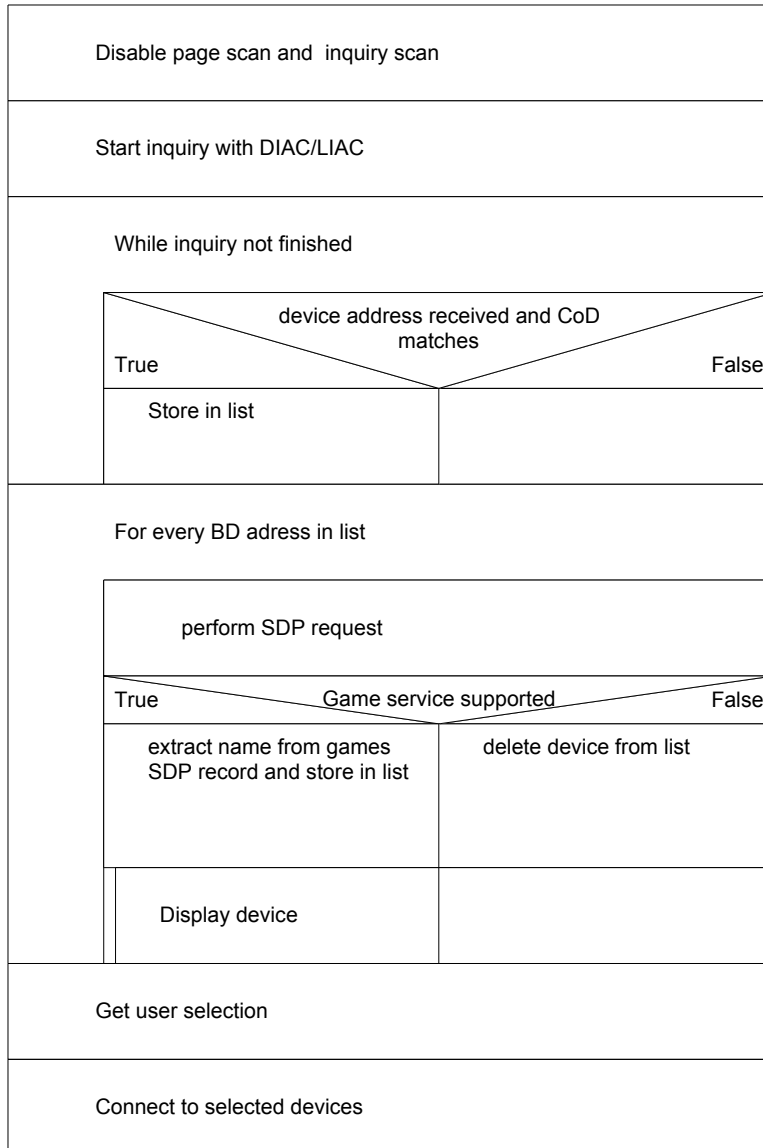 Disable page scan and  inquiry scan
Start inquiry with DIAC/LIAC
While inquiry not finished
device address received and CoD
matches
True
False
Store in list
For every BD adress in list
perform SDP request
True
Game service supported
False
extract name from games
SDP record and store in list
delete device from list
Display device
Get user selection
Connect to selected devices